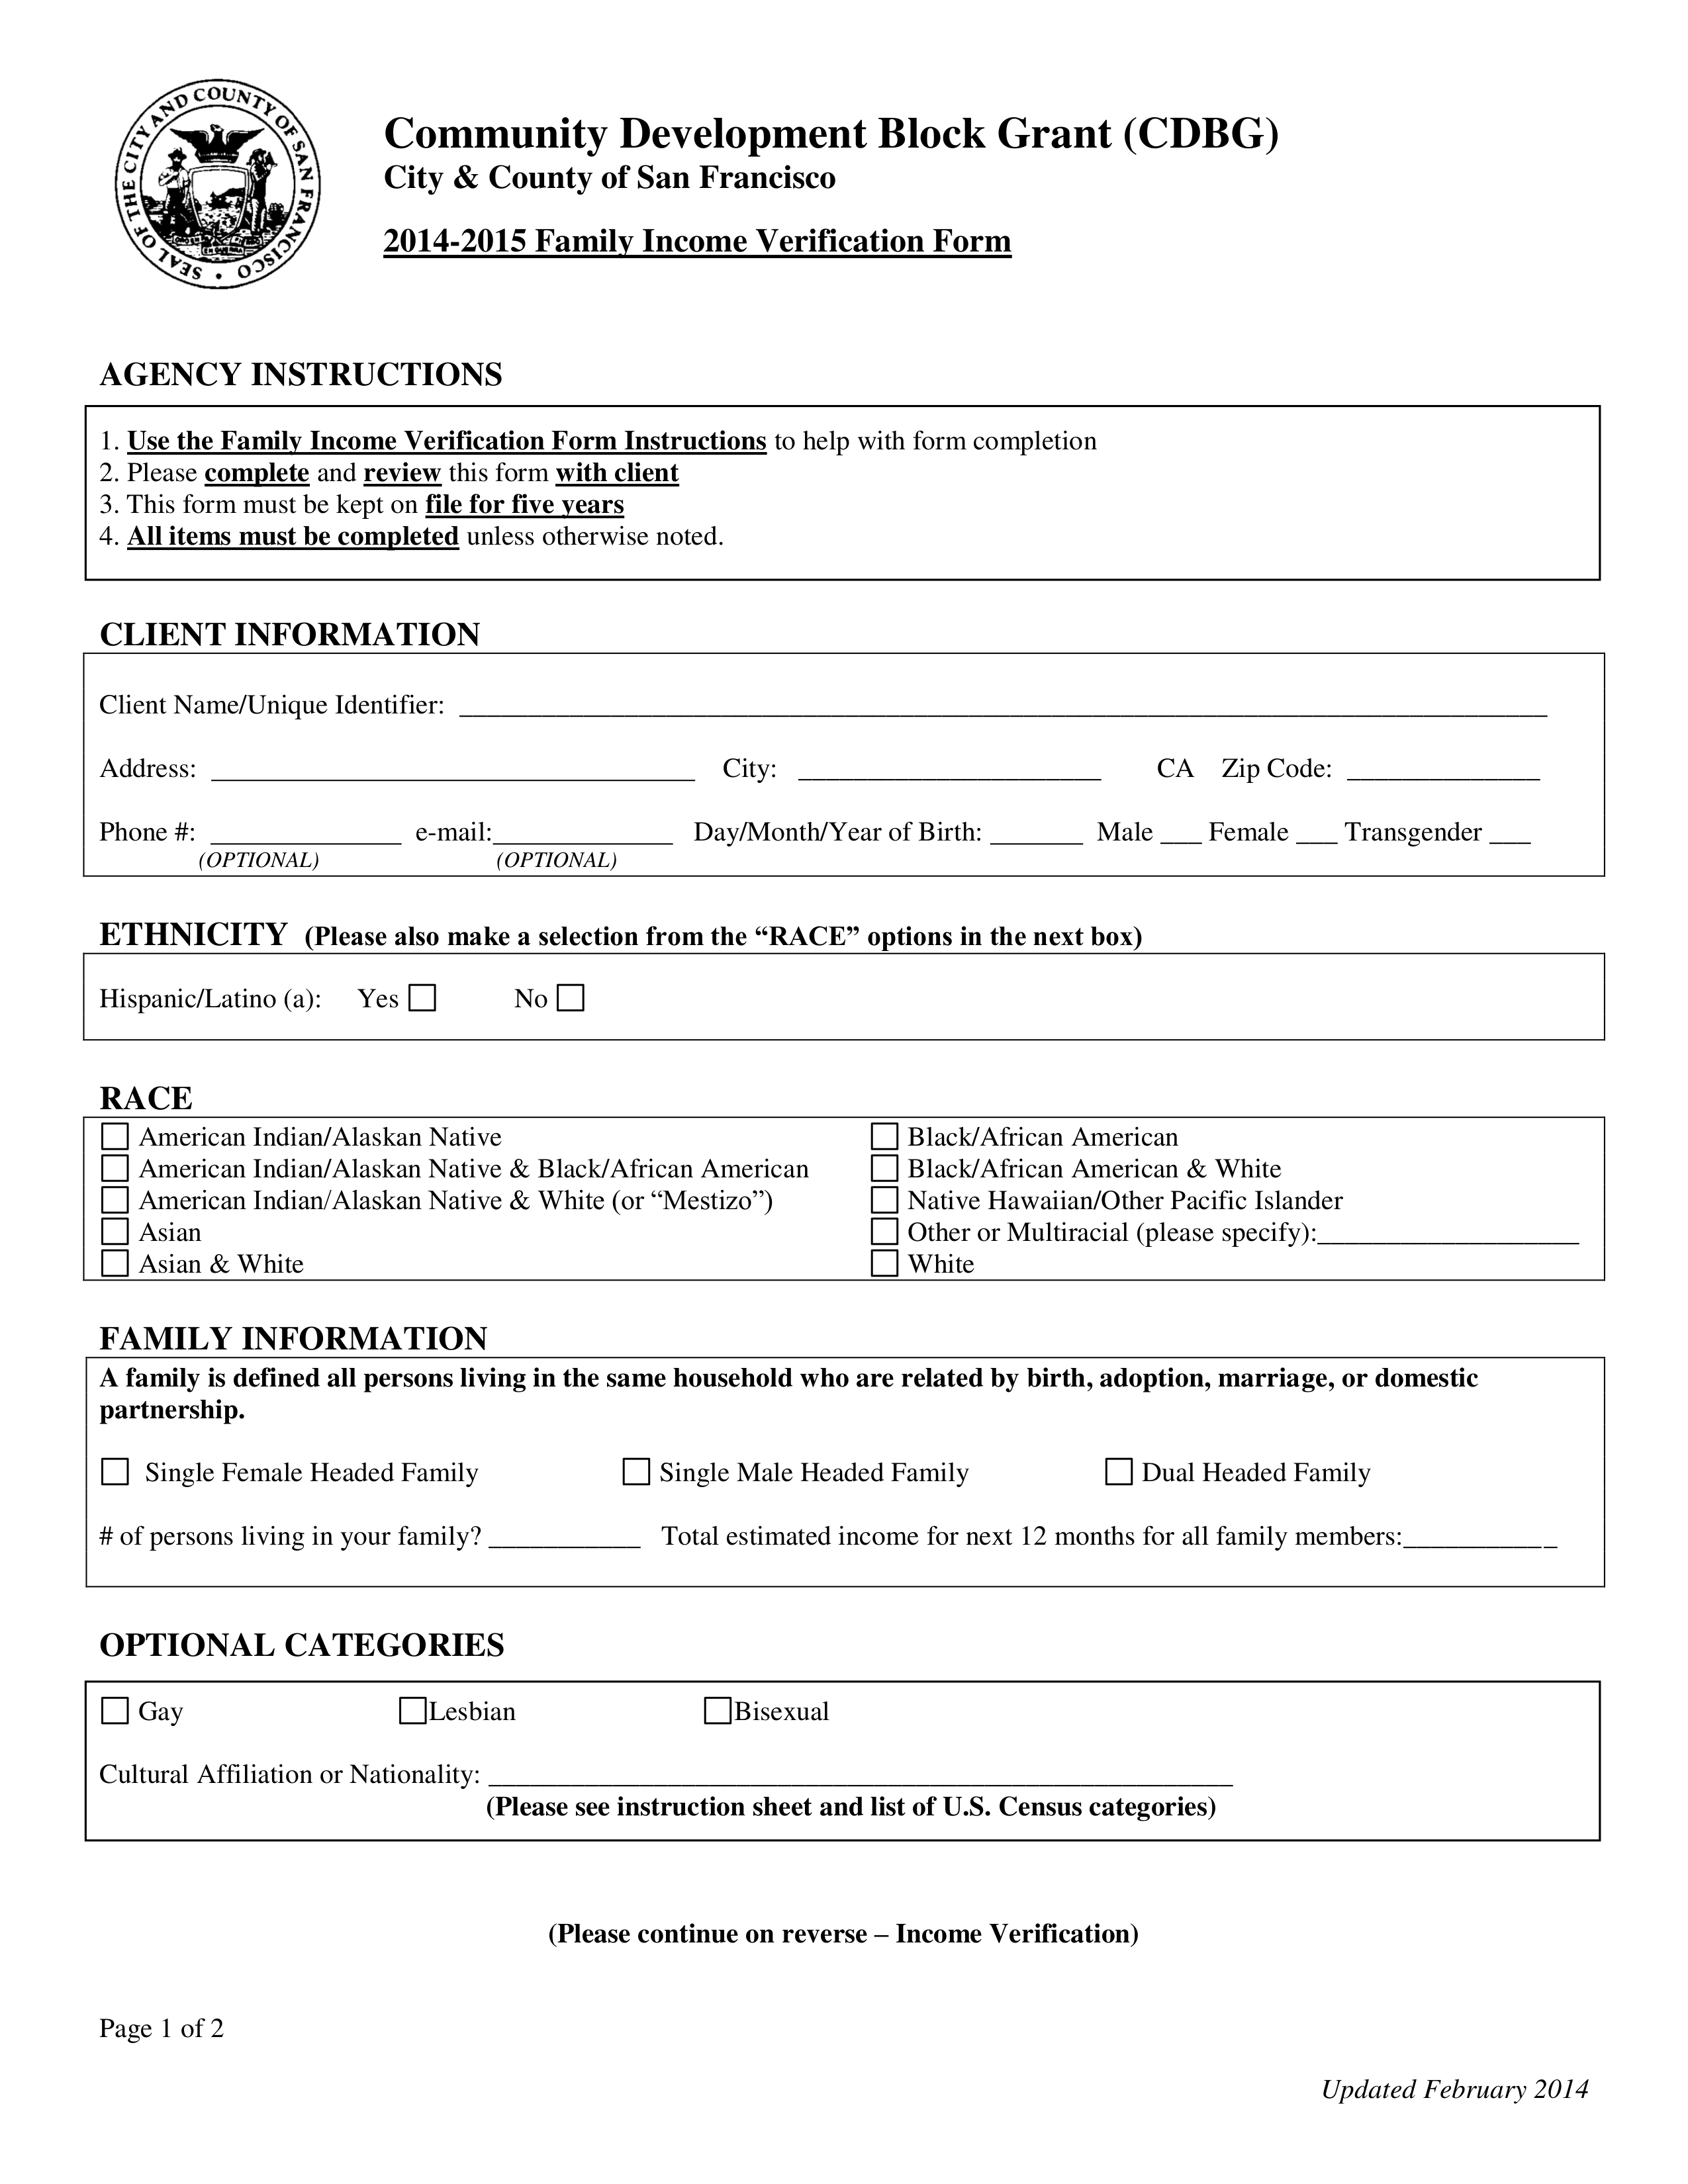 SEAL OF THE CITY AND COUNTY OF SAN FRANCISCO
Community Development Block Grant (CDBG)
City & County of San Francisco
2014-2015 Family Income Verification Form
AGENCY INSTRUCTIONS
1. Use the Family Income Verification Form Instructions to help with form completion
2. Please complete and review this form with client
3. This form must be kept on file for five years
4. All items must be completed unless otherwise noted.
CLIENT INFORMATION
Client Name/Unique Identifier: ____________________
Address: ____________________ City: ____________________ CA Zip Code: ______________
Phone #: ______________ e-mail:_____________ Day/Month/Year of Birth: _______ Male ___ Female ___ Transgender ___
(OPTIONAL) (OPTIONAL)
ETHNICITY (Please also make a selection from the “RACE” options in the next box)
Hispanic/Latino (a): Yes No
RACE
American Indian/Alaskan Native
American Indian/Alaskan Native & Black/African American
American Indian/Alaskan Native & White (or “Mestizo”)
Asian
Asian & White
Black/African American
Black/African American & White
Native Hawaiian/Other Pacific Islander
Other or Multiracial (please specify):___________________
White
FAMILY INFORMATION
A family is defined all persons living in the same household who are related by birth, adoption, marriage, or domestic
partnership.
Single Female Headed Family Single Male Headed Family Dual Headed Family
# of persons living in your family? ___________ Total estimated income for next 12 months for all family members:___________
OPTIONAL CATEGORIES
Gay Lesbian Bisexual
Cultural Affiliation or Nationality: ____________________
(Please see instruction sheet and list of U.S. Census categories)
(Please continue on reverse – Income Verification)
Page 1 of 2
Updated February 2014